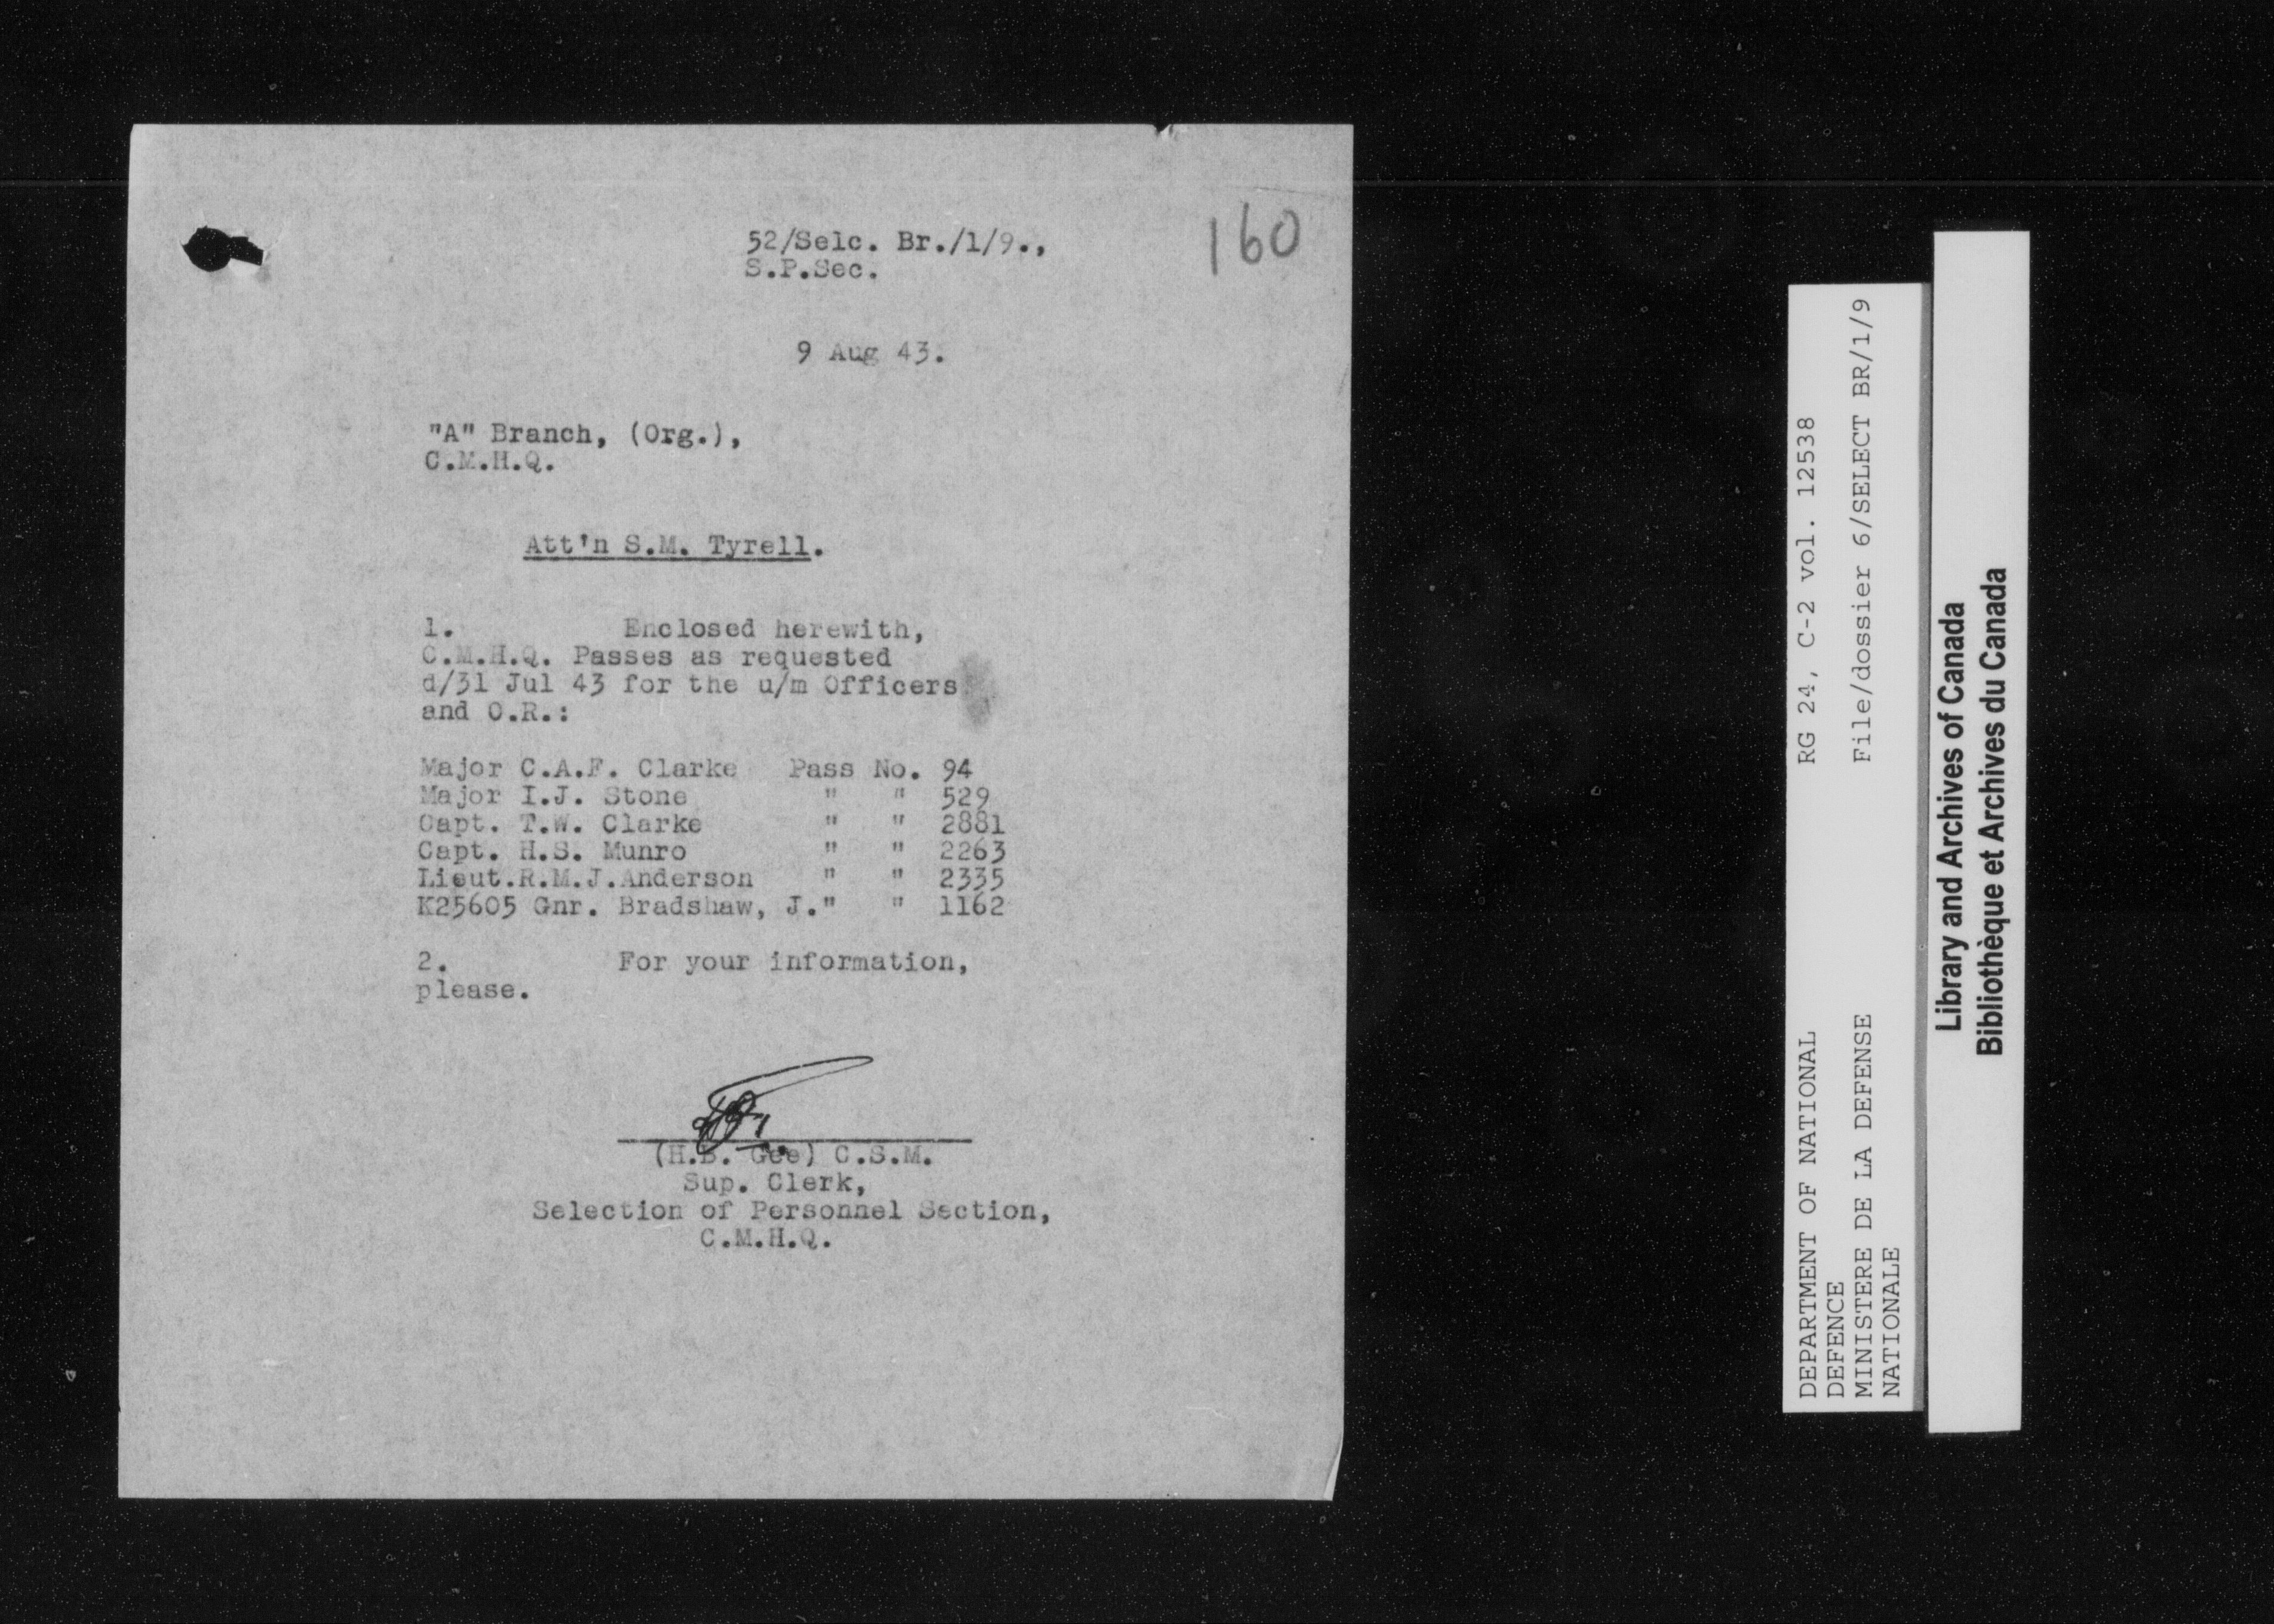 160
52/Selc. Br./1/9.,
S.P.Sec.
9 Aug 43.
"A" Branch, (Org.),
C.M.H.Q.
Att'n S.M. Tyrell.
1. Enclosed herewith,
C.M.H.Q. Passes as requested
d/31 Jul 43 for the u/m Officers
and O.R.:
Major C.A.F. Clarke Pass No. 94
Major I.J. Stone " " 529
Capt. T.W. Clarke " " 2881
Capt. H.S. Munro " " 2263
Lieut.R.M.J.Anderson " " 2335
K25605 Gnr. Bradshaw, J." " 1162
2. For your information,
please.
(H.B. Gee) C.S.M.
Sup. Clerk,
Selection of Personnel Section,
C.M.H.Q.
DEPARTMENT OF NATIONAL RG 24, C-2 vol. 12538
DEFENCE
MINISTERE DE LA DEFENSE File/dossier 6/SELECT BR/1/9
NATIONALE
Library and Archives of Canada
Bibliothèque et Archives du Canada